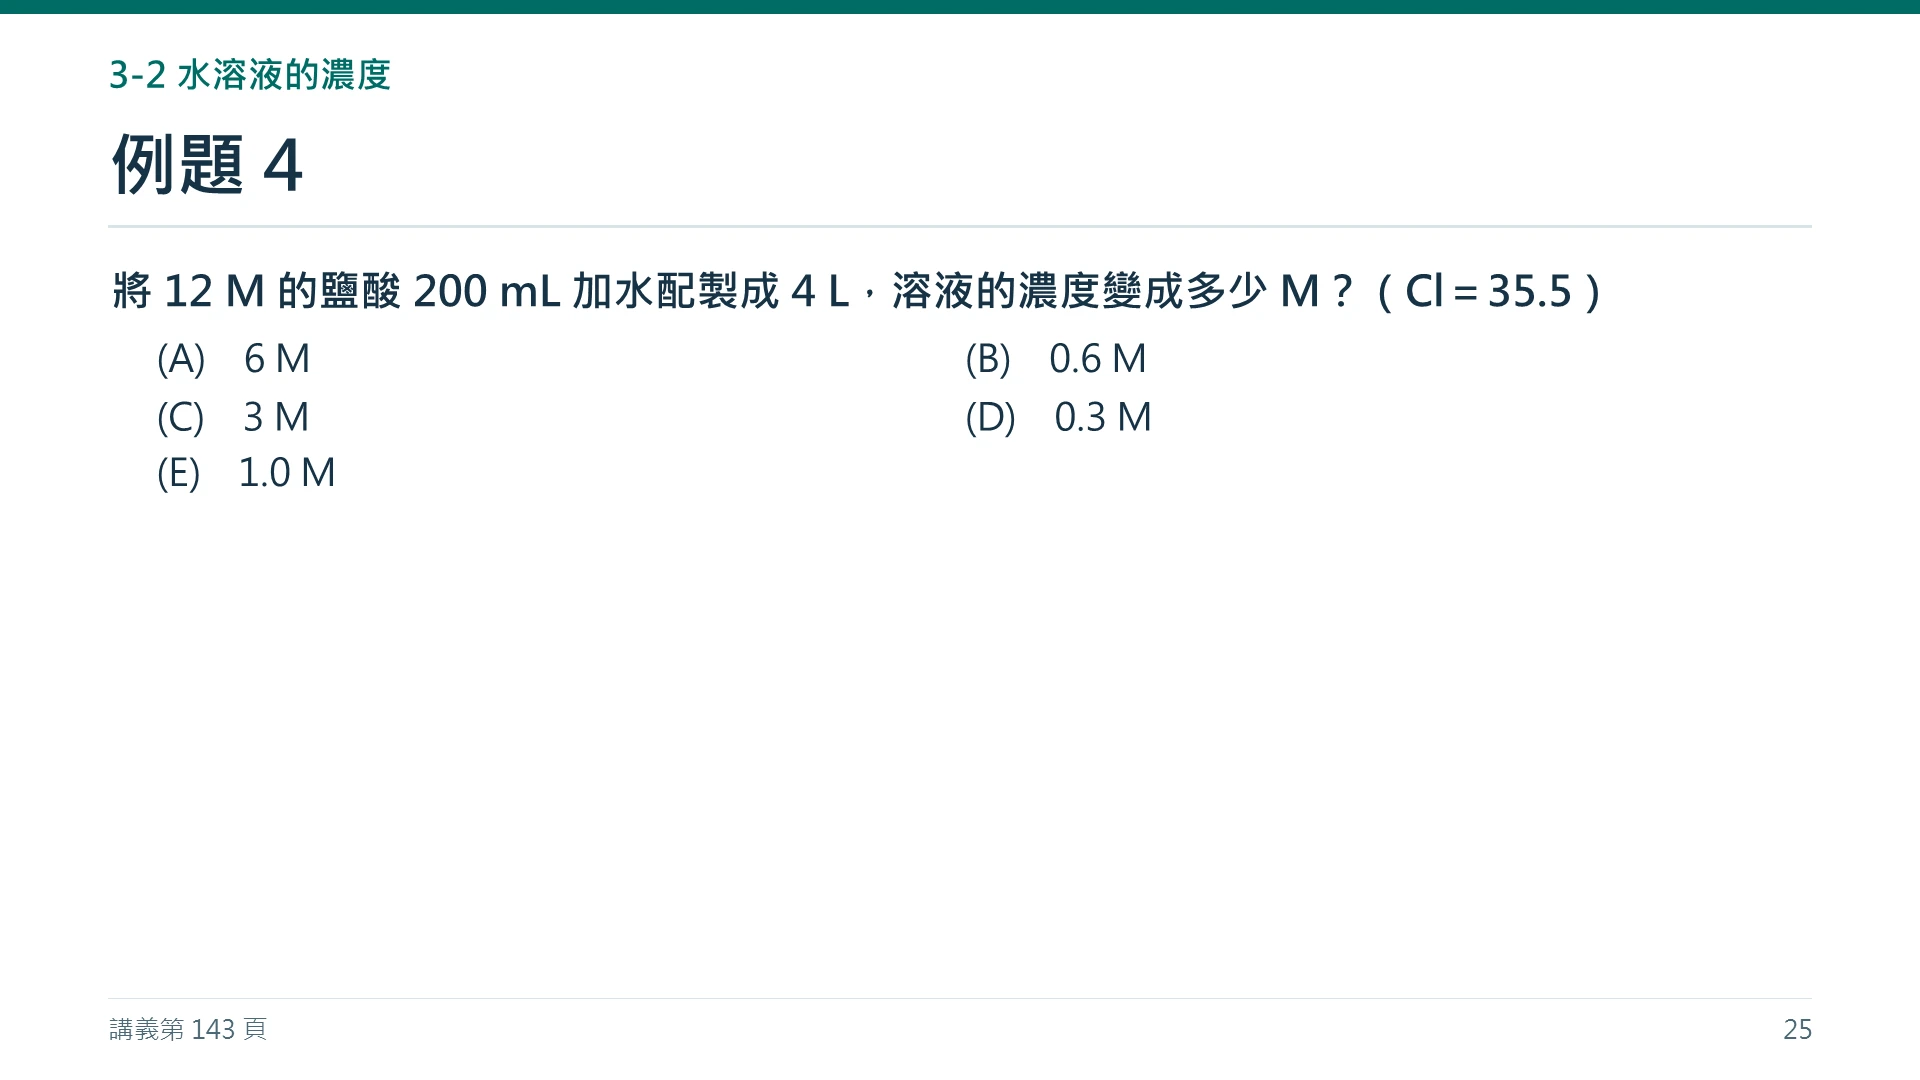 3-2 水溶液的濃度
例題 4
將 12 M 的鹽酸 200 mL 加水配製成 4 L，溶液的濃度變成多少 M？（Cl = 35.5）
(A) 6 M (B) 0.6 M
(C) 3 M (D) 0.3 M
(E) 1.0 M
講義第 143 頁 25